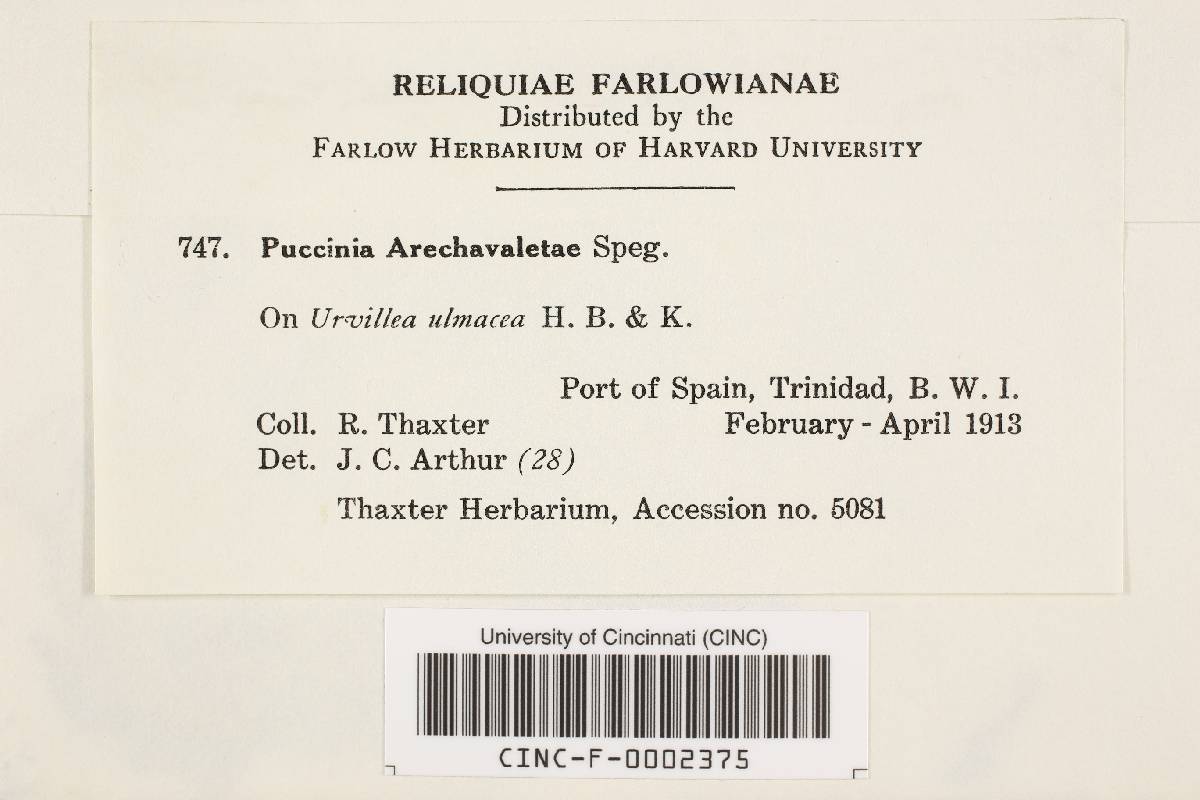 RELIQUIAE FARLOWIANAE
Distributed by the
FARLOW HERBARIUM OF HARVARD UNIVERSITY
747. Puccinia Arechavaletae Speg.
On Urvillea ulmacea H. B. & K.
Port of Spain, Trinidad, B. W. I.
Coll. R. Thaxter February - April 1913
Det. J. C. Arthur (28)
Thaxter Herbarium, Accession no. 5081
University of Cincinnati (CINC)
CINC-F-0002375